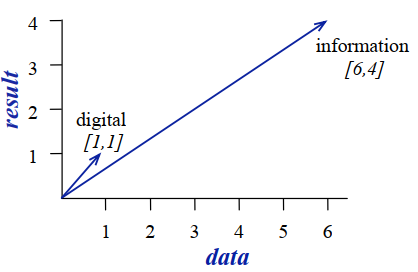 4
information
3
[6,4]
result
2
digital
[1,1]
1
1 2 3 4 5 6
data